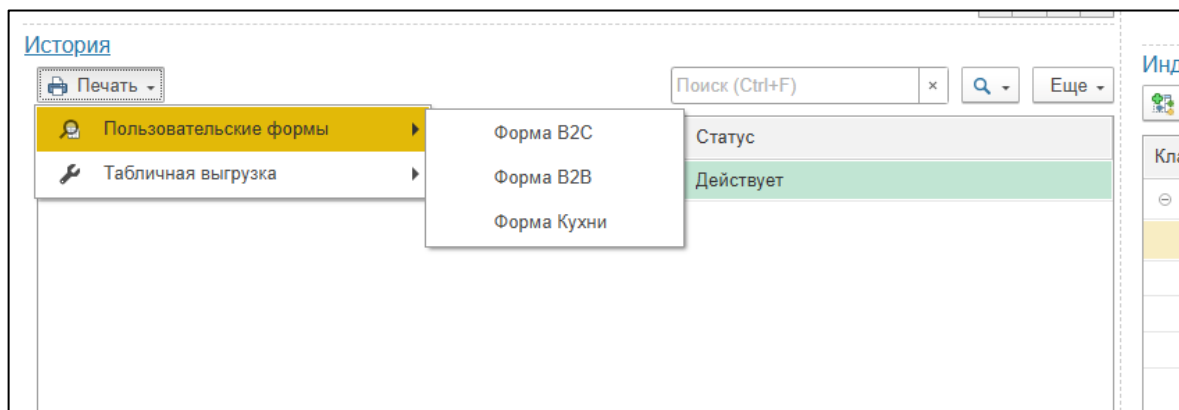 История
Печать
Поиск (Ctrl+F)
×
Еще
Пользовательские формы
Табличная выгрузка
Форма B2C
Форма B2B
Форма Кухни
Статус
Действует
Инд
Кла